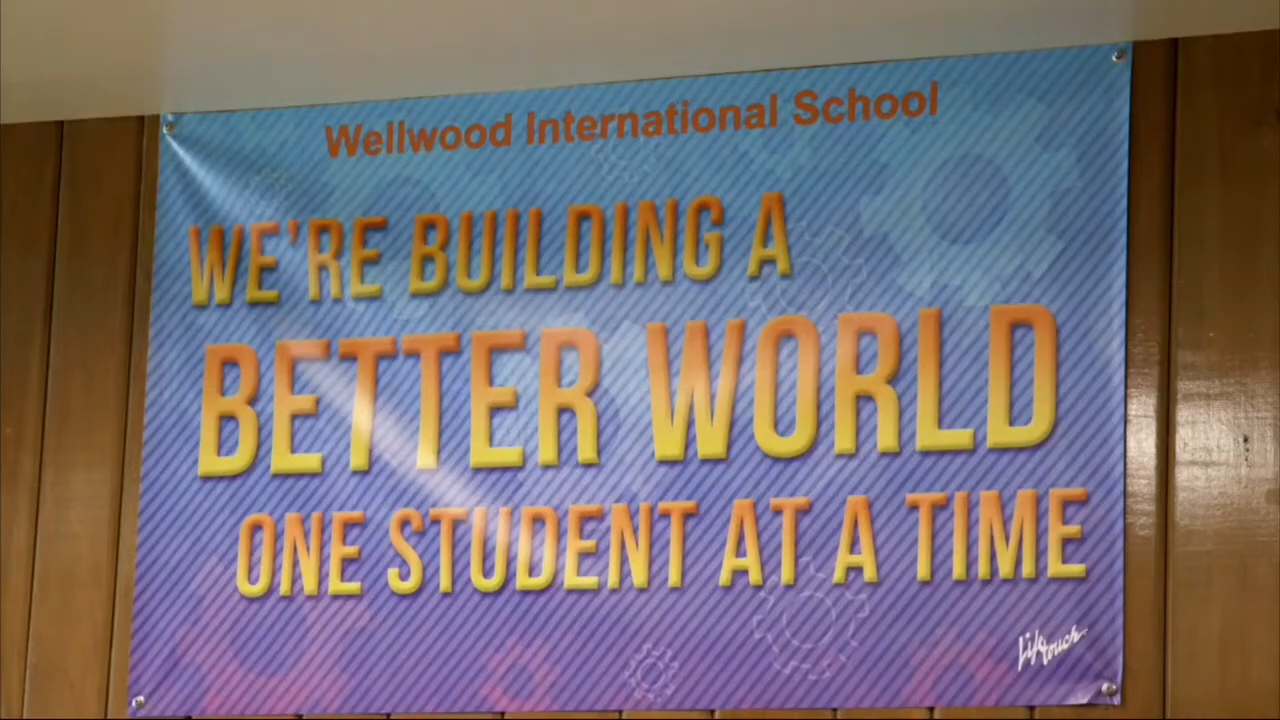 Wellwood International School
WE'RE BUILDING A
BETTER WORLD
ONE STUDENT AT A TIME
Lifetouch